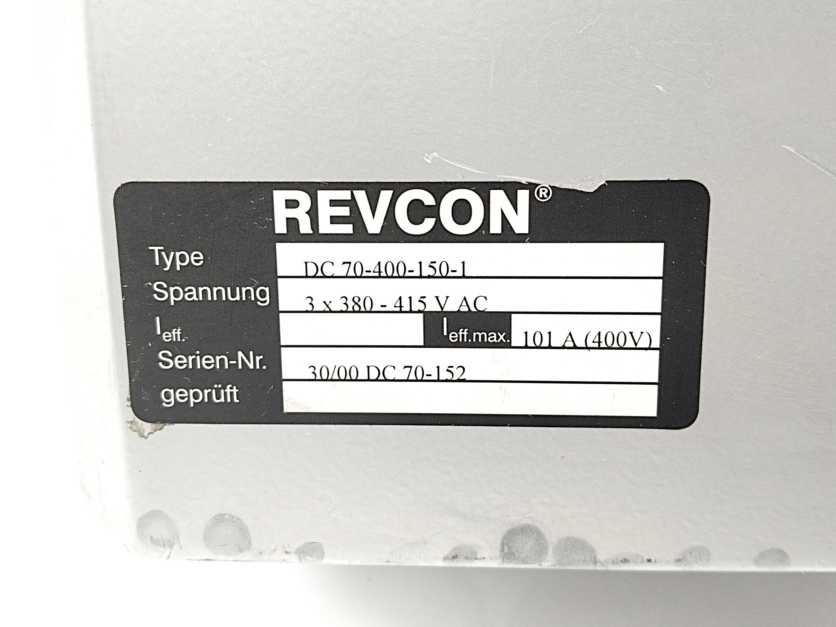 REVCON®
Type DC 70-400-150-1
Spannung 3 x 380 - 415 V AC
Ieff. Ieff.max. 101 A (400V)
Serien-Nr. 30/00 DC 70-152
geprüft